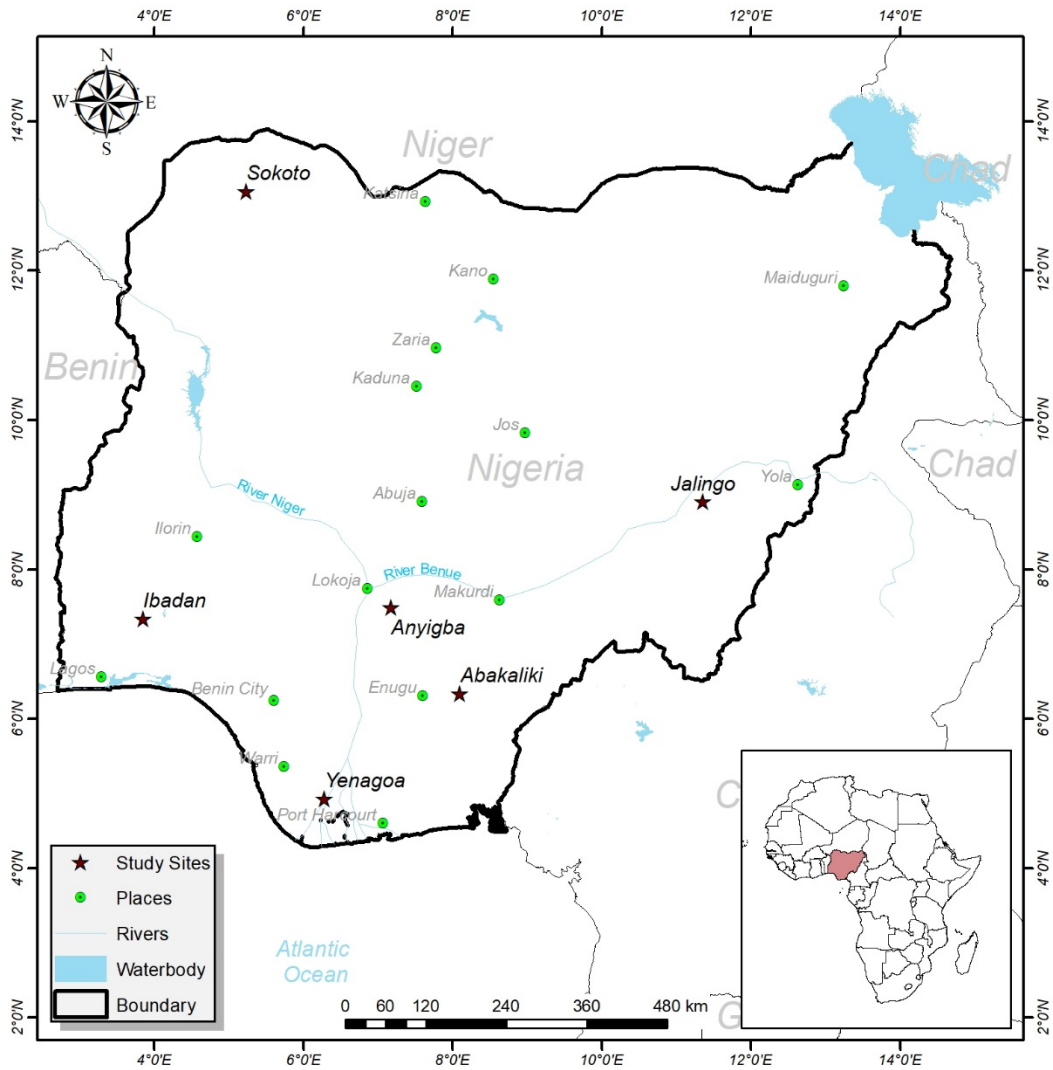 4°0'E 6°0'E 8°0'E 10°0'E 12°0'E 14°0'E
N
W E
S
14°0'N 14°0'N
Niger
Chad
Sokoto
Katsina
12°0'N 12°0'N
Kano
Maiduguri
Zaria
Benin
Kaduna
10°0'N 10°0'N
Jos
Nigeria
Chad
Jalingo
Yola
River Niger
Abuja
Ilorin
8°0'N 8°0'N
Lokoja
River Benue
Makurdi
Ibadan
Anyigba
Lagos
Benin City
Enugu
Abakaliki
6°0'N 6°0'N
Warri
Yenagoa
Port Harcourt
C
4°0'N 4°0'N
Study Sites
Places
Rivers
Waterbody
Boundary
Atlantic
Ocean
0 60 120 240 360 480 km
G
2°0'N 2°0'N
4°0'E 6°0'E 8°0'E 10°0'E 12°0'E 14°0'E